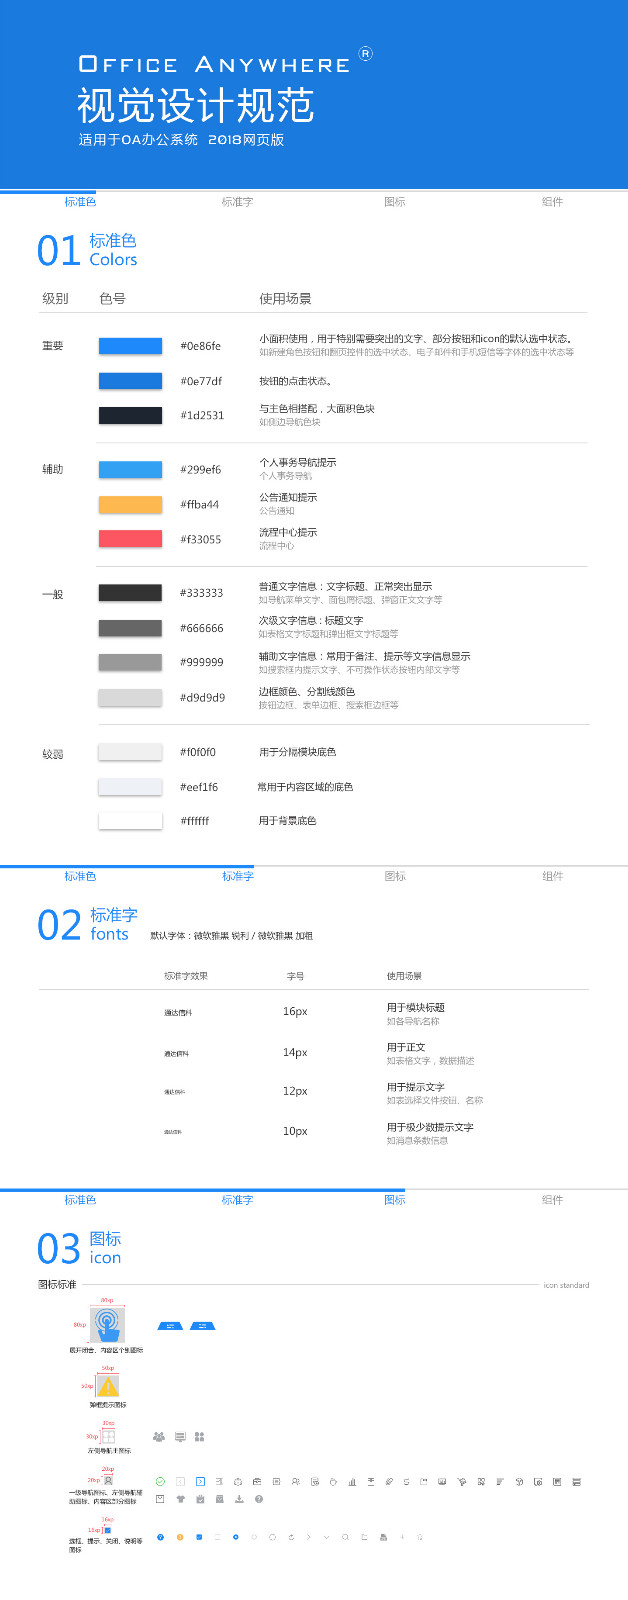 OFFICE ANYWHERE ®
视觉设计规范
适用于OA办公系统 2018网页版
标准色 标准字 图标 组件
01 标准色
Colors
级别 色号 使用场景
重要 #0e86fe 小面积使用，用于特别需要突出的文字、部分按钮和icon的默认选中状态。
如新建角色按钮和翻页控件的选中状态、电子邮件和手机短信等字体的选中状态等
#0e77df 按钮的点击状态。
#1d2531 与主色相搭配，大面积色块
如侧边导航色块
辅助 #299ef6 个人事务导航提示
个人事务导航
#ffba44 公告通知提示
公告通知
#f33055 流程中心提示
流程中心
一般 #333333 普通文字信息：文字标题、正常突出显示
如导航菜单文字、面包屑标题、弹窗正文文字等
#666666 次级文字信息：标题文字
如表格文字标题和弹出框文字标题等
#999999 辅助文字信息：常用于备注、提示等文字信息显示
如搜索框内提示文字、不可操作状态按钮内部文字等
#d9d9d9 边框颜色、分割线颜色
按钮边框、表单边框、搜索框边框等
较弱 #f0f0f0 用于分隔模块底色
#eef1f6 常用于内容区域的底色
#ffffff 用于背景底色
标准色 标准字 图标 组件
02 标准字
fonts 默认字体：微软雅黑 锐利 / 微软雅黑 加粗
标准字效果 字号 使用场景
通达信科 16px 用于模块标题
如各导航名称
通达信科 14px 用于正文
如表格文字，数据描述
通达信科 12px 用于提示文字
如表选择文件按钮、名称
通达信科 10px 用于极少数提示文字
如消息条数信息
标准色 标准字 图标 组件
03 图标
icon
图标标准 icon standard
80xp
80xp
展开闭合、内容区个别图标
50xp
50xp
弹框提示图标
30xp
30xp
左侧导航主图标
20xp
20xp
一级导航图标、左侧导航辅
助图标、内容区部分图标
16xp
16xp
选框、提示、关闭、说明等
图标